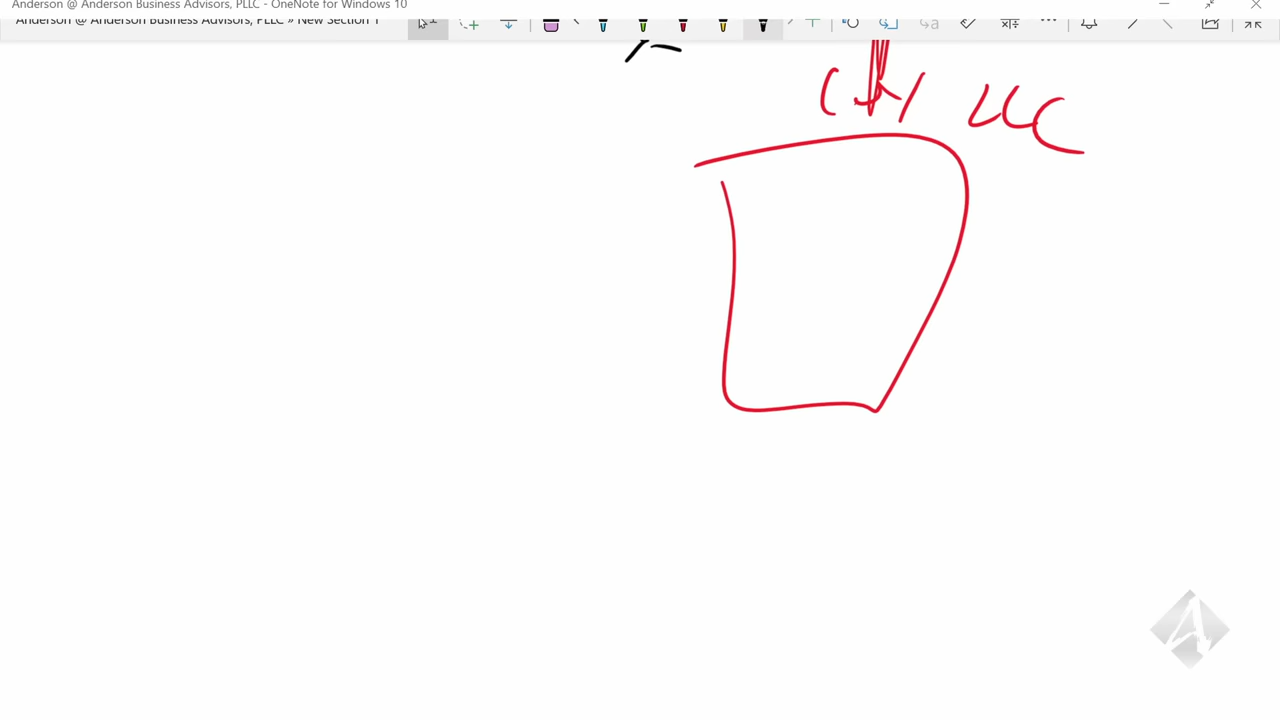 Anderson @ Anderson Business Advisors, PLLC - OneNote for Windows 10
Anderson @ Anderson Business Advisors, PLLC » New Section 1
LLC